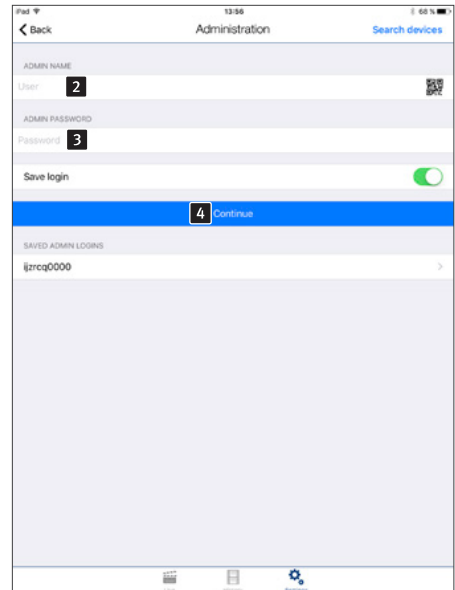 iPad 13:56 68 %
Back Administration Search devices
ADMIN NAME
User 2
ADMIN PASSWORD
Password 3
Save login
4 Continue
SAVED ADMIN LOGINS
ijzrcq0000